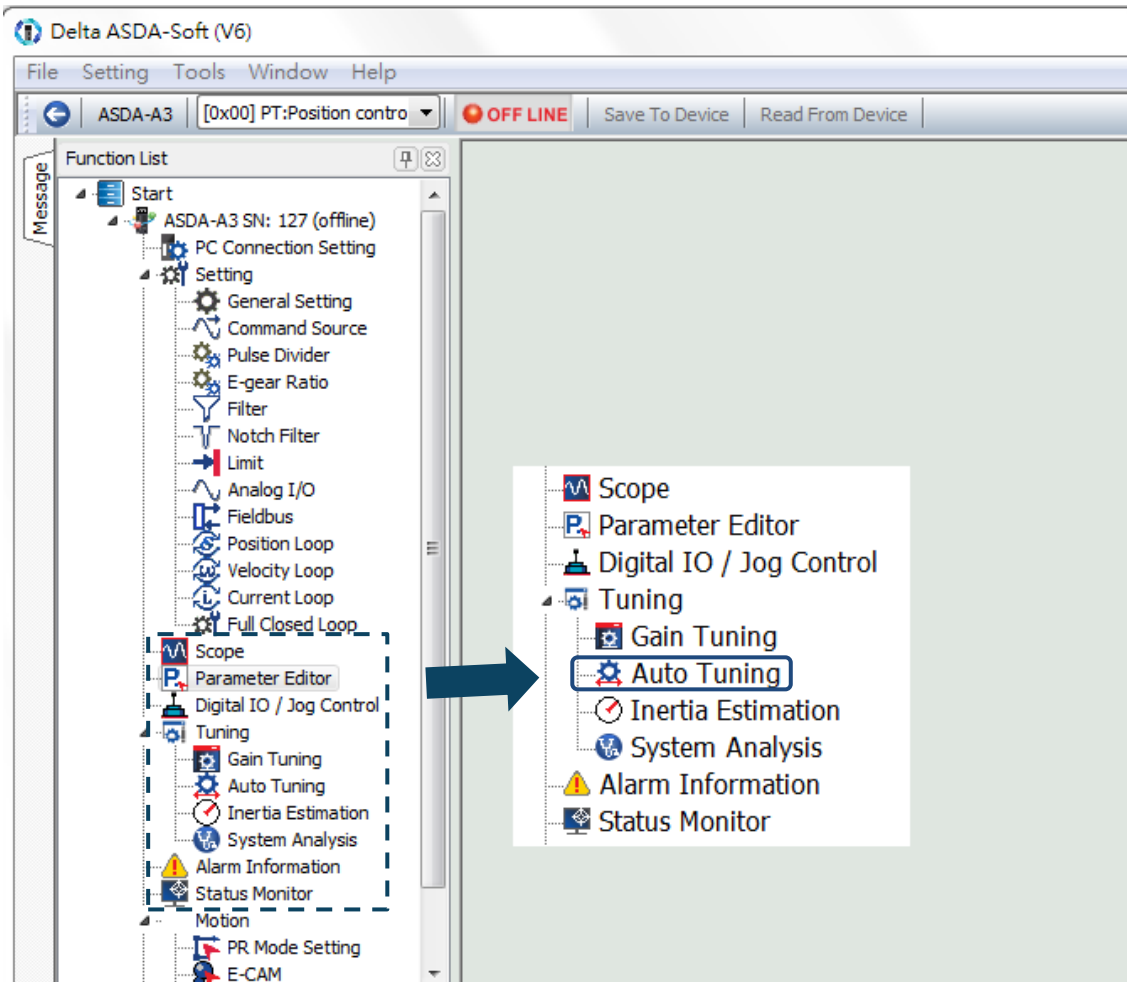 Delta ASDA-Soft (V6)
File Setting Tools Window Help
ASDA-A3 [0x00] PT:Position contro OFF LINE Save To Device Read From Device
Message
Function List
Start
ASDA-A3 SN: 127 (offline)
PC Connection Setting
Setting
General Setting
Command Source
Pulse Divider
E-gear Ratio
Filter
Notch Filter
Limit
Analog I/O
Fieldbus
Position Loop
Velocity Loop
Current Loop
Full Closed Loop
Scope
Parameter Editor
Digital IO / Jog Control
Tuning
Gain Tuning
Auto Tuning
Inertia Estimation
System Analysis
Alarm Information
Status Monitor
Motion
PR Mode Setting
E-CAM
Scope
Parameter Editor
Digital IO / Jog Control
Tuning
Gain Tuning
Auto Tuning
Inertia Estimation
System Analysis
Alarm Information
Status Monitor